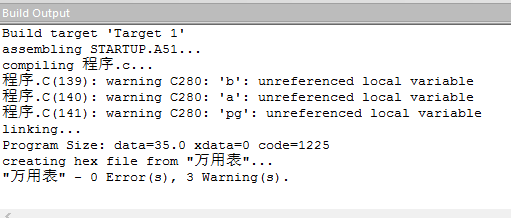 Build Output
Build target 'Target 1'
assembling STARTUP.A51...
compiling 程序.c...
程序.C(139): warning C280: 'b': unreferenced local variable
程序.C(140): warning C280: 'a': unreferenced local variable
程序.C(141): warning C280: 'pg': unreferenced local variable
linking...
Program Size: data=35.0 xdata=0 code=1225
creating hex file from "万用表"...
"万用表" - 0 Error(s), 3 Warning(s).